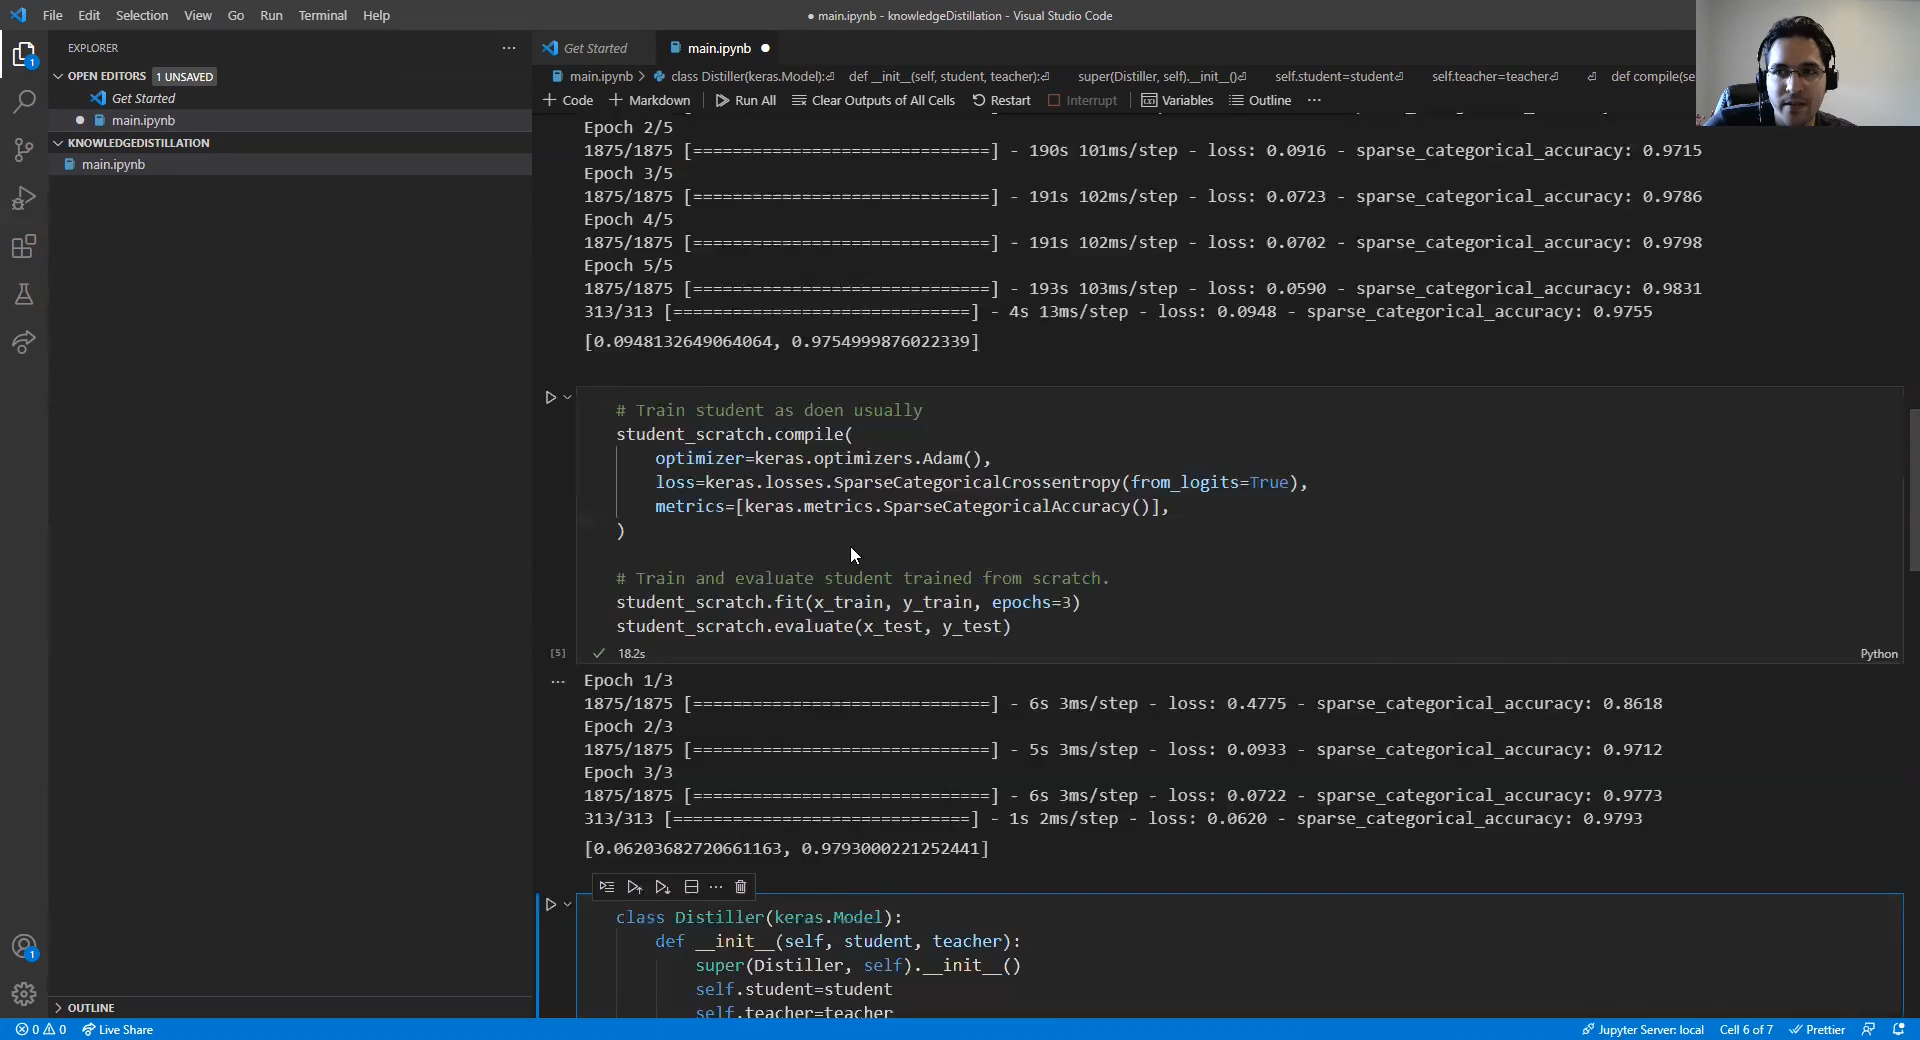 File Edit Selection View Go Run Terminal Help
● main.ipynb - knowledgeDistillation - Visual Studio Code
EXPLORER
Get Started
main.ipynb
OPEN EDITORS 1 UNSAVED
main.ipynb > class Distiller(keras.Model): def __init__(self, student, teacher): super(Distiller, self).__init__() self.student=student self.teacher=teacher def compile(se
Get Started
+ Code + Markdown Run All Clear Outputs of All Cells Restart Interrupt Variables Outline ...
main.ipynb
KNOWLEDGEDISTILLATION
main.ipynb
Epoch 2/5
1875/1875 [==============================] - 190s 101ms/step - loss: 0.0916 - sparse_categorical_accuracy: 0.9715
Epoch 3/5
1875/1875 [==============================] - 191s 102ms/step - loss: 0.0723 - sparse_categorical_accuracy: 0.9786
Epoch 4/5
1875/1875 [==============================] - 191s 102ms/step - loss: 0.0702 - sparse_categorical_accuracy: 0.9798
Epoch 5/5
1875/1875 [==============================] - 193s 103ms/step - loss: 0.0590 - sparse_categorical_accuracy: 0.9831
313/313 [==============================] - 4s 13ms/step - loss: 0.0948 - sparse_categorical_accuracy: 0.9755
[0.0948132649064064, 0.9754999876022339]
# Train student as doen usually
student_scratch.compile(
optimizer=keras.optimizers.Adam(),
loss=keras.losses.SparseCategoricalCrossentropy(from_logits=True),
metrics=[keras.metrics.SparseCategoricalAccuracy()],
)
# Train and evaluate student trained from scratch.
student_scratch.fit(x_train, y_train, epochs=3)
student_scratch.evaluate(x_test, y_test)
[5] 18.2s Python
Epoch 1/3
1875/1875 [==============================] - 6s 3ms/step - loss: 0.4775 - sparse_categorical_accuracy: 0.8618
Epoch 2/3
1875/1875 [==============================] - 5s 3ms/step - loss: 0.0933 - sparse_categorical_accuracy: 0.9712
Epoch 3/3
1875/1875 [==============================] - 6s 3ms/step - loss: 0.0722 - sparse_categorical_accuracy: 0.9773
313/313 [==============================] - 1s 2ms/step - loss: 0.0620 - sparse_categorical_accuracy: 0.9793
[0.06203682720661163, 0.9793000221252441]
class Distiller(keras.Model):
def __init__(self, student, teacher):
super(Distiller, self).__init__()
self.student=student
self.teacher=teacher
OUTLINE
0 0 Live Share Jupyter Server: local Cell 6 of 7 Prettier